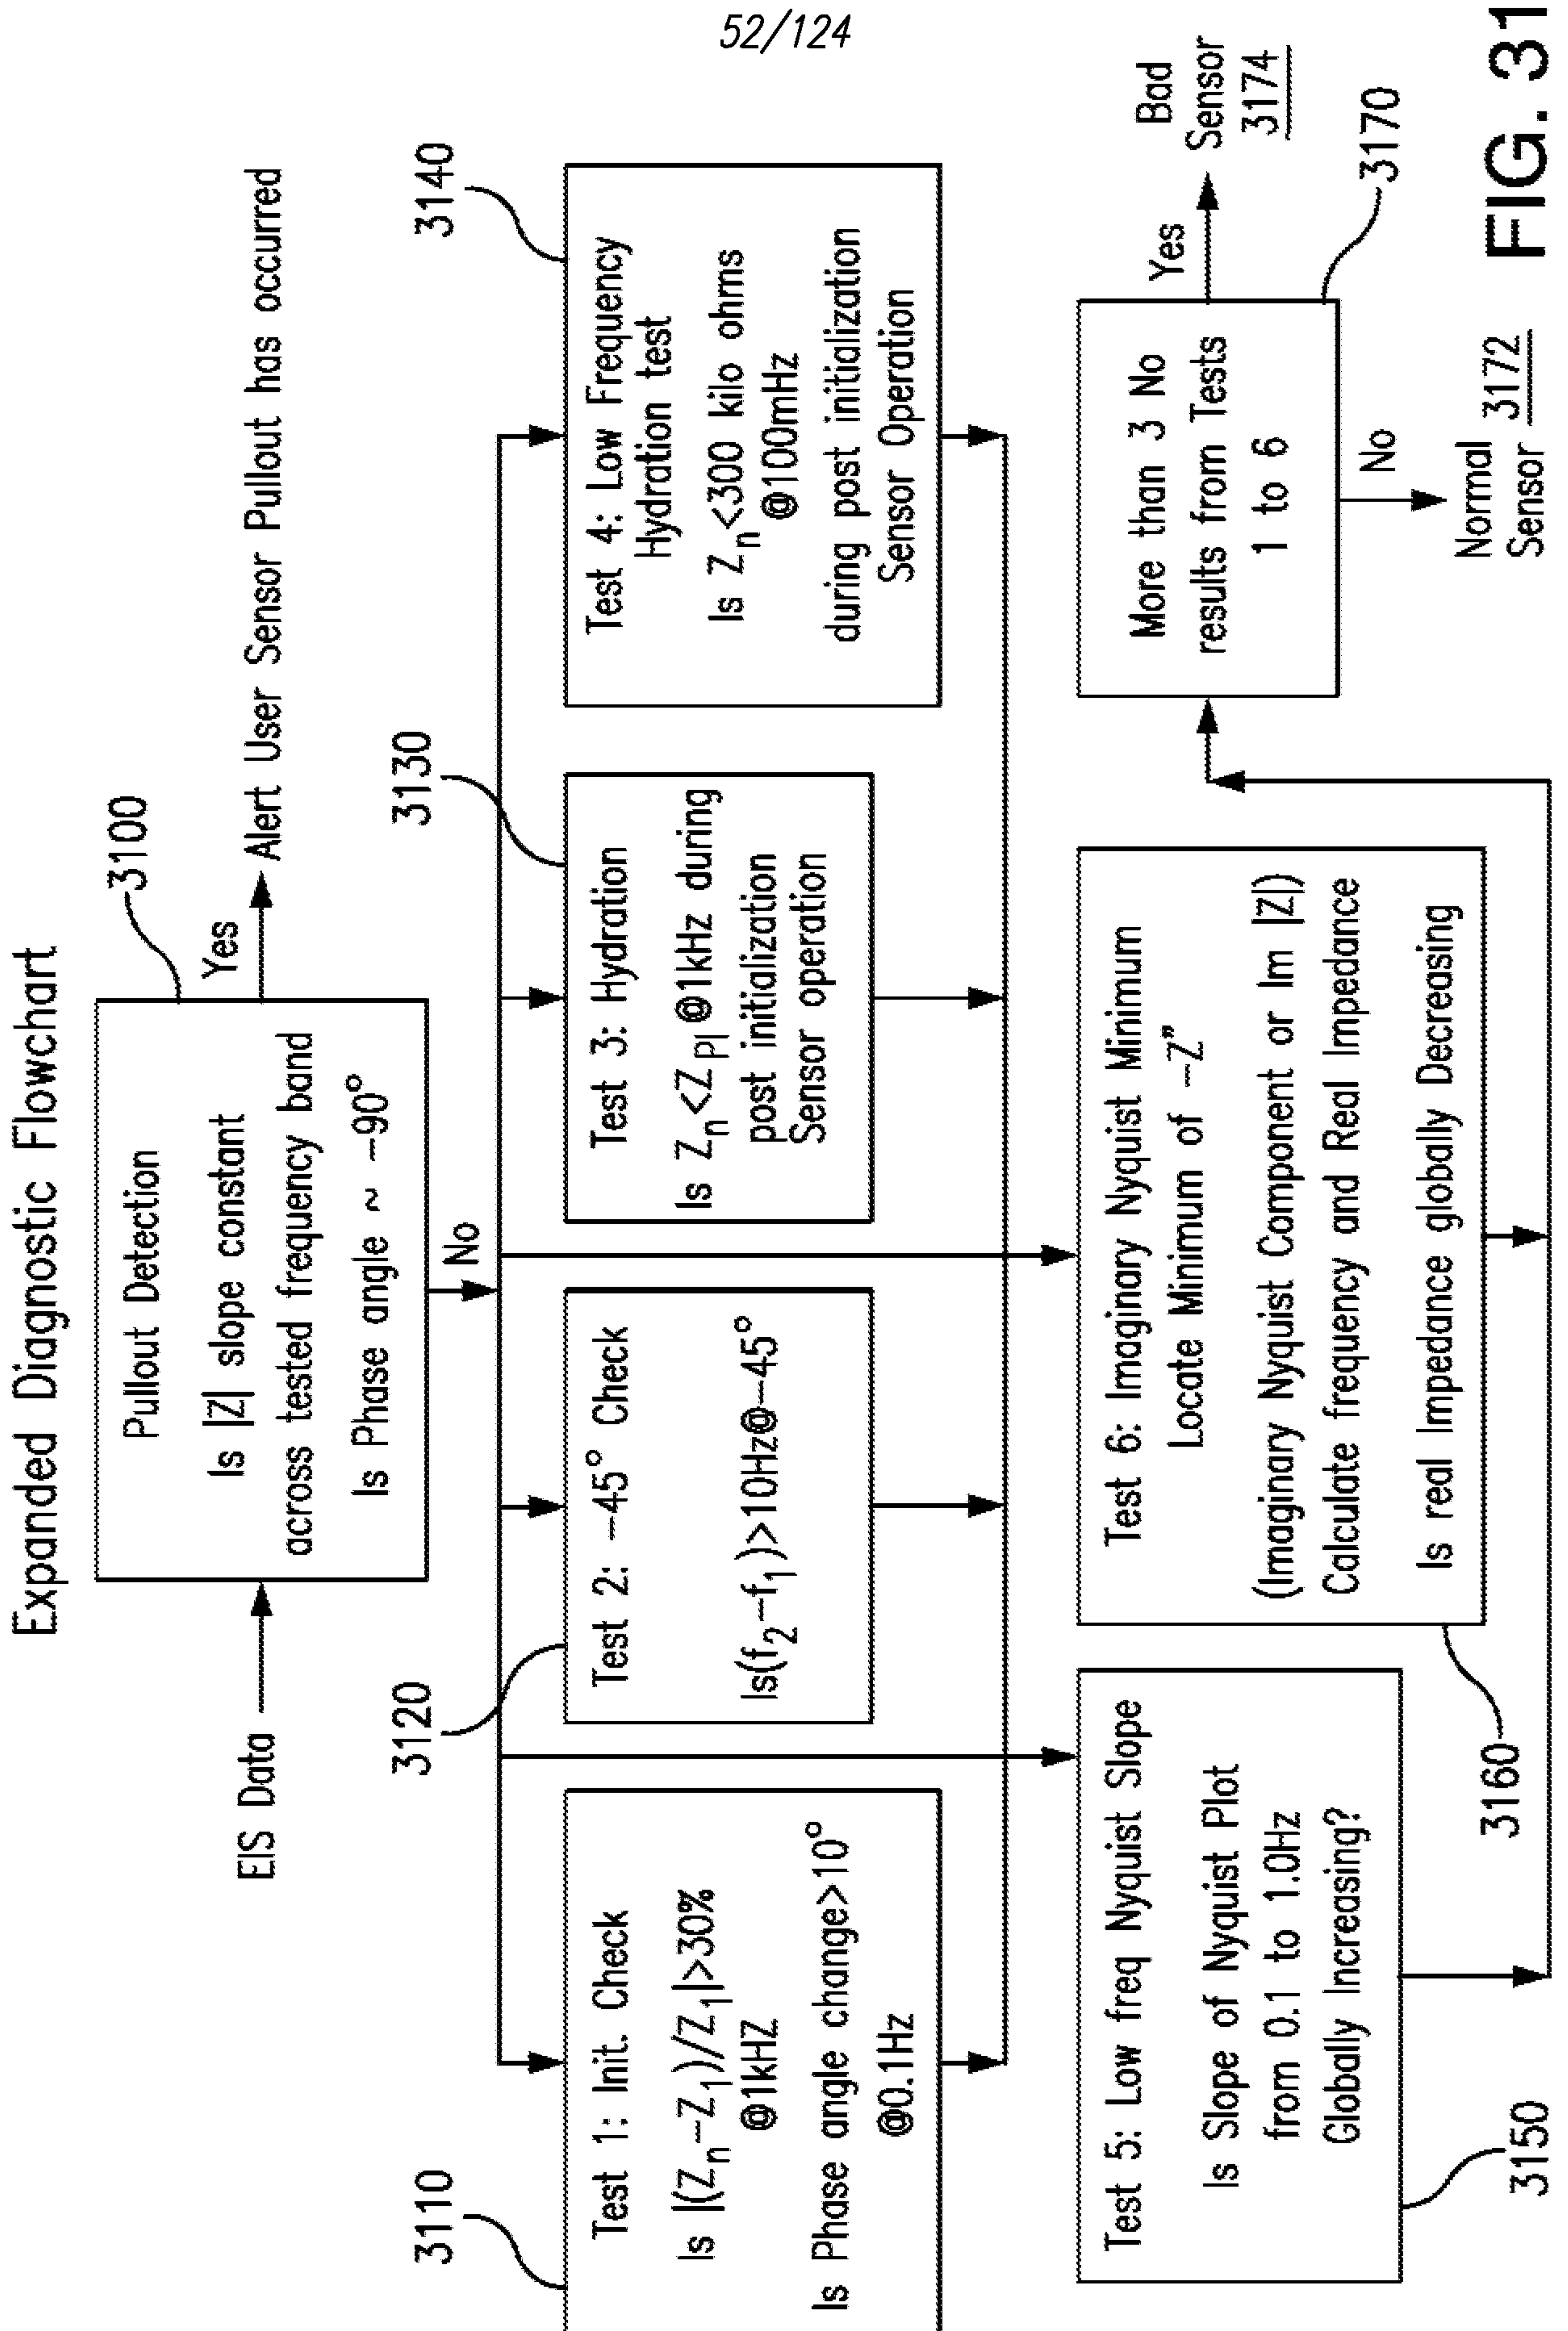 52/124
Expanded Diagnostic Flowchart
EIS Data
Pullout Detection
Is |Z| slope constant
across tested frequency band
Is Phase angle ~ -90°
3100
Yes
Alert User Sensor Pullout has occurred
No
3110
Test 1: Init. Check
Is |(Zn-Z1)/Z1|>30%
@1kHZ
Is Phase angle change>10°
@0.1Hz
3120
Test 2: -45° Check
Is(f2-f1)>10Hz@-45°
3130
Test 3: Hydration
Is Zn<ZpI @1kHz during
post initialization
Sensor operation
3140
Test 4: Low Frequency
Hydration test
Is Zn<300 kilo ohms
@100mHz
during post initialization
Sensor Operation
Test 5: Low freq Nyquist Slope
Is Slope of Nyquist Plot
from 0.1 to 1.0Hz
Globally Increasing?
3150
Test 6: Imaginary Nyquist Minimum
Locate Minimum of -Z"
(Imaginary Nyquist Component or Im |Z|)
Calculate frequency and Real Impedance
Is real Impedance globally Decreasing
3160
More than 3 No
results from Tests
1 to 6
3170
Yes
Bad
Sensor
3174
No
Normal
Sensor 3172
FIG. 31